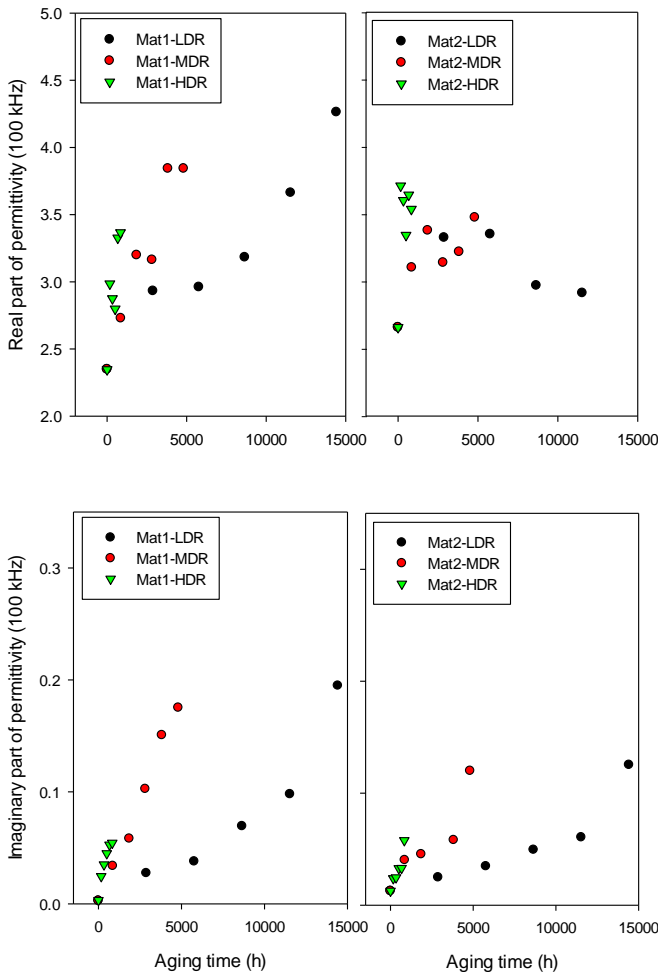 Real part of permittivity (100 kHz)
5.0
4.5
4.0
3.5
3.0
2.5
2.0
Mat1-LDR
Mat1-MDR
Mat1-HDR
0
5000
10000
15000
Mat2-LDR
Mat2-MDR
Mat2-HDR
0
5000
10000
15000
Imaginary part of permittivity (100 kHz)
0.3
0.2
0.1
0.0
Mat1-LDR
Mat1-MDR
Mat1-HDR
0
5000
10000
15000
Aging time (h)
Mat2-LDR
Mat2-MDR
Mat2-HDR
0
5000
10000
15000
Aging time (h)